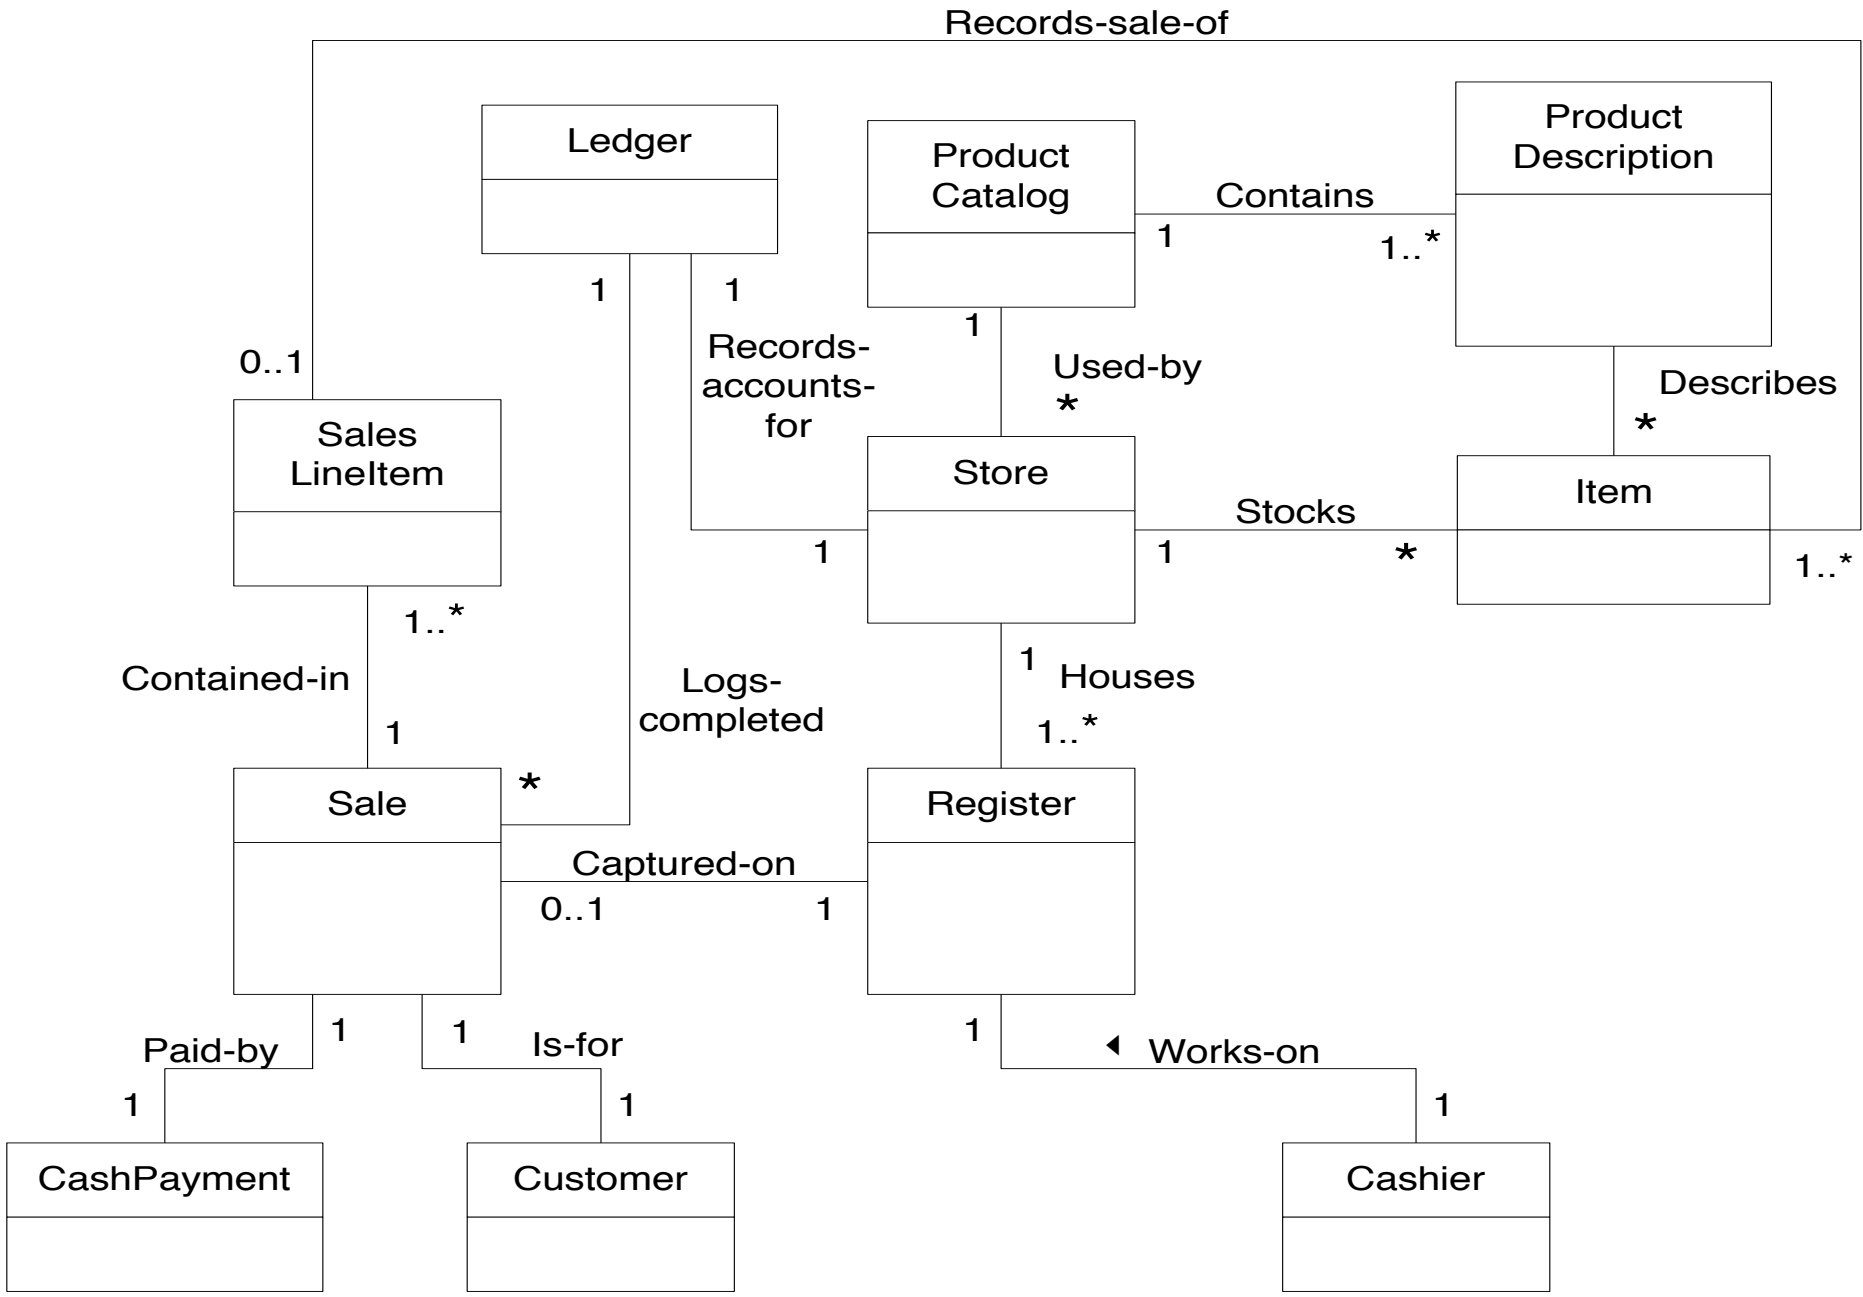 Records-sale-of
Ledger
Product
Catalog
Product
Description
Contains
1
1..*
1
1
1
Records-
accounts-
for
Used-by
*
0..1
Describes
*
Sales
LineItem
Store
Item
Stocks
1
1
*
1..*
1..*
Contained-in
1
Logs-
completed
*
1
Houses
1..*
Sale
Register
Captured-on
0..1
1
Paid-by
1
1
Is-for
1
Works-on
1
1
1
CashPayment
Customer
Cashier